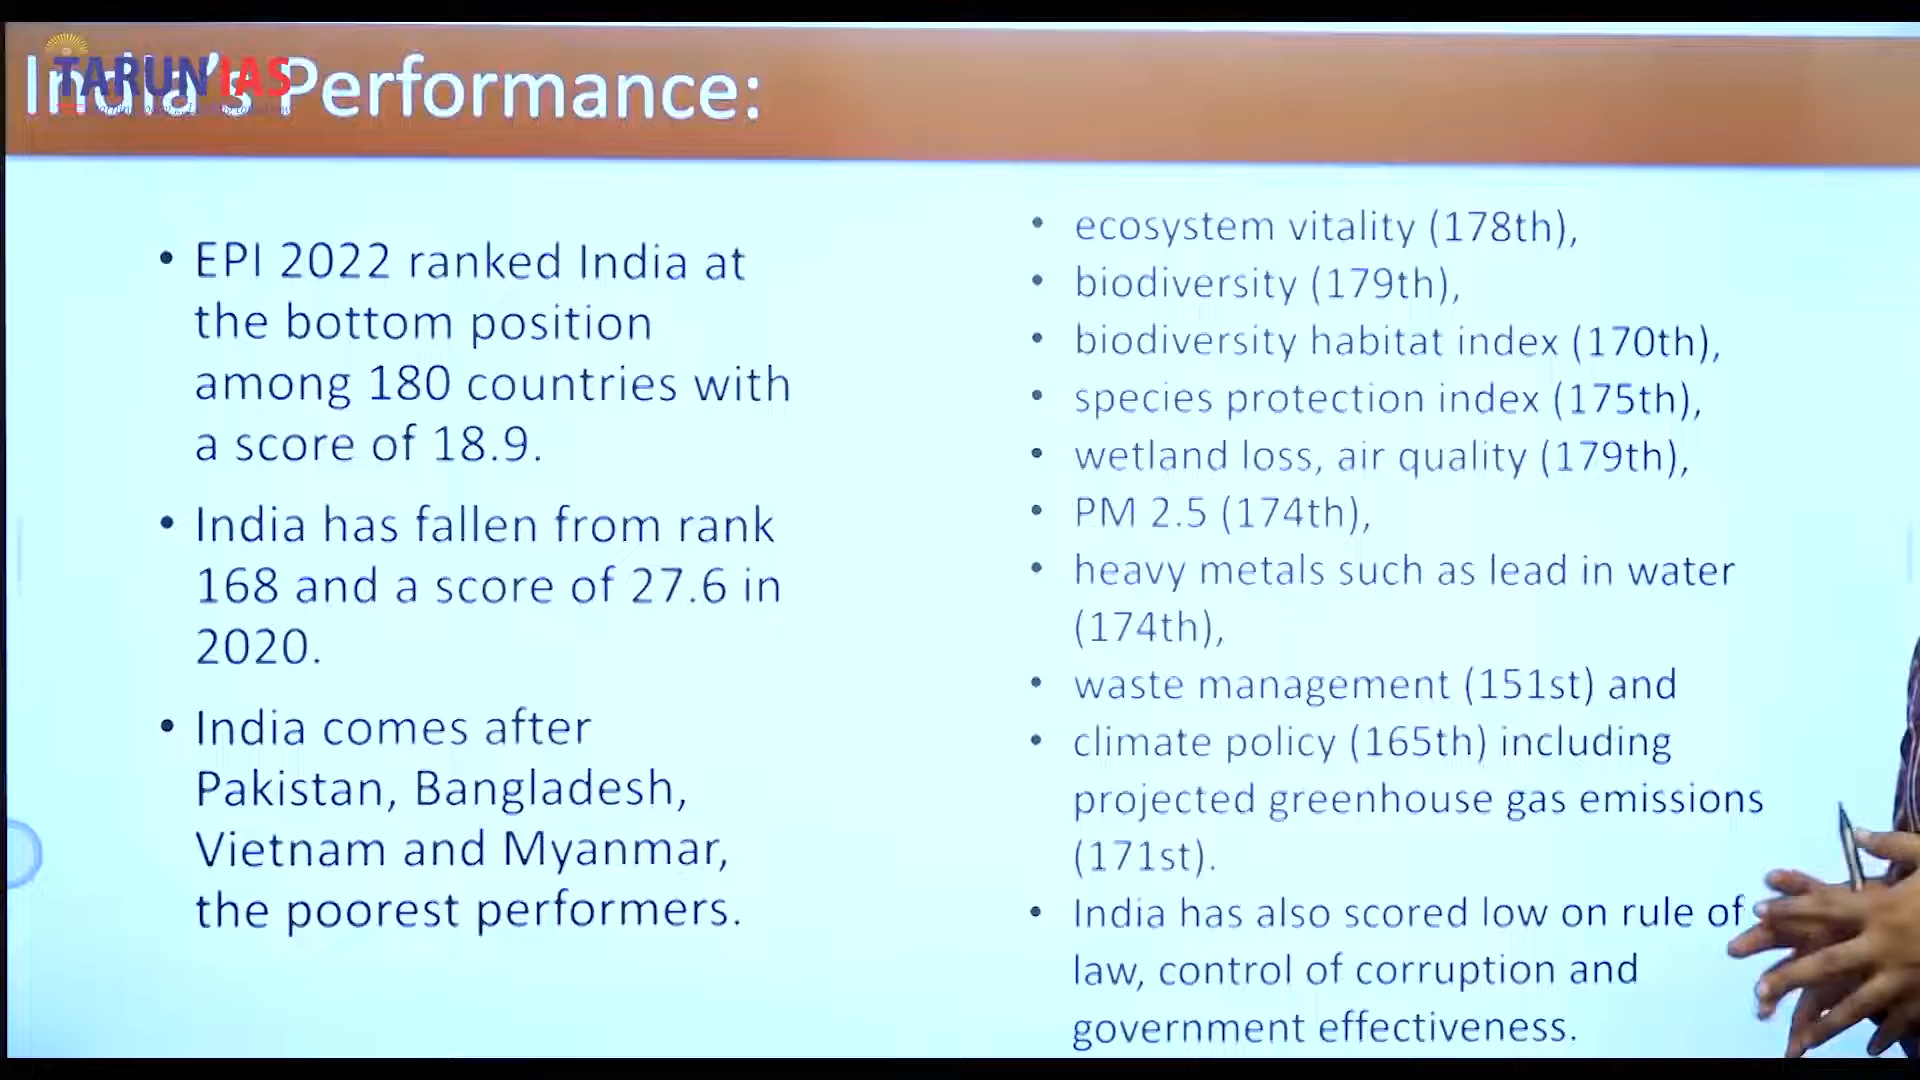 India's Performance:
TARUN IAS
• EPI 2022 ranked India at
the bottom position
among 180 countries with
a score of 18.9.
• India has fallen from rank
168 and a score of 27.6 in
2020.
• India comes after
Pakistan, Bangladesh,
Vietnam and Myanmar,
the poorest performers.
• ecosystem vitality (178th),
• biodiversity (179th),
• biodiversity habitat index (170th),
• species protection index (175th),
• wetland loss, air quality (179th),
• PM 2.5 (174th),
• heavy metals such as lead in water
(174th),
• waste management (151st) and
• climate policy (165th) including
projected greenhouse gas emissions
(171st).
• India has also scored low on rule of
law, control of corruption and
government effectiveness.